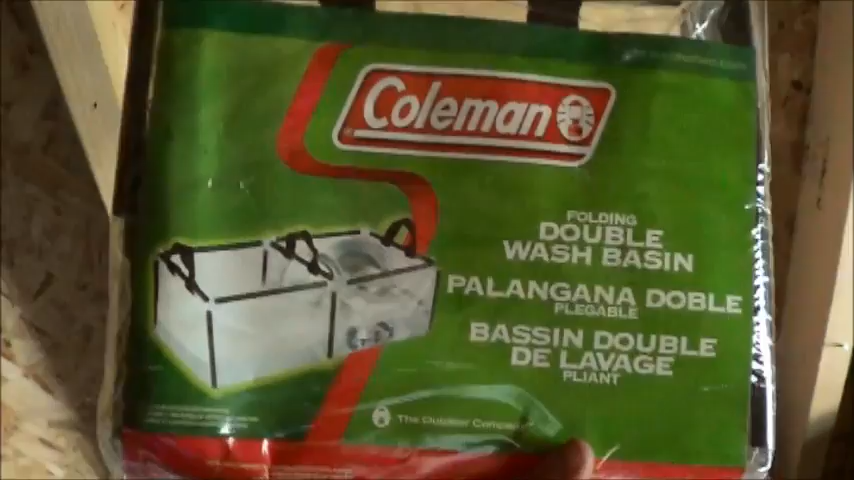 Coleman
FOLDING
DOUBLE
WASH BASIN
PALANGANA DOBLE
PLEGABLE
BASSIN DOUBLE
DE LAVAGE
PLIANT
The Outdoor Company